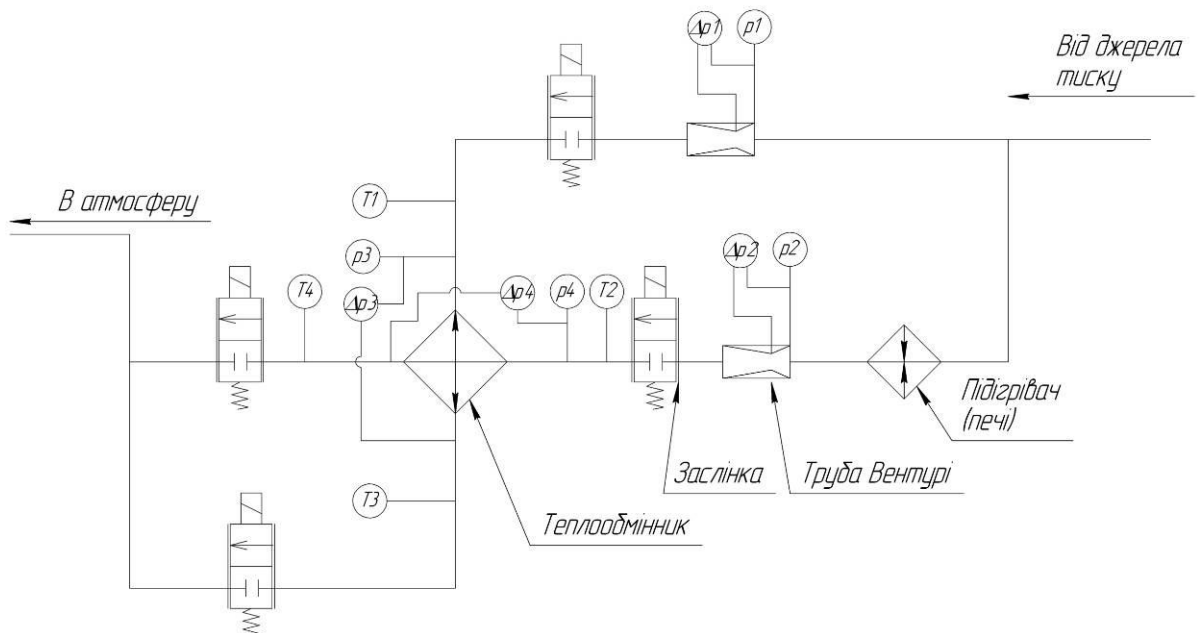 Δp1
p1
Від джерела
тиску
T1
В атмосферу
p3
Δp2
p2
T4
Δp3
Δp4
p4
T2
Підігрівач
(печі)
Заслінка
Труба Вентурі
T3
Теплообмінник